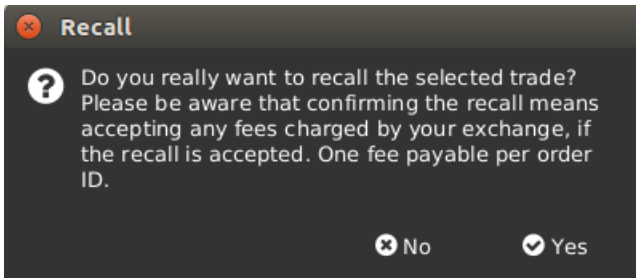 Recall
Do you really want to recall the selected trade?
Please be aware that confirming the recall means
accepting any fees charged by your exchange, if
the recall is accepted. One fee payable per order
ID.
No Yes